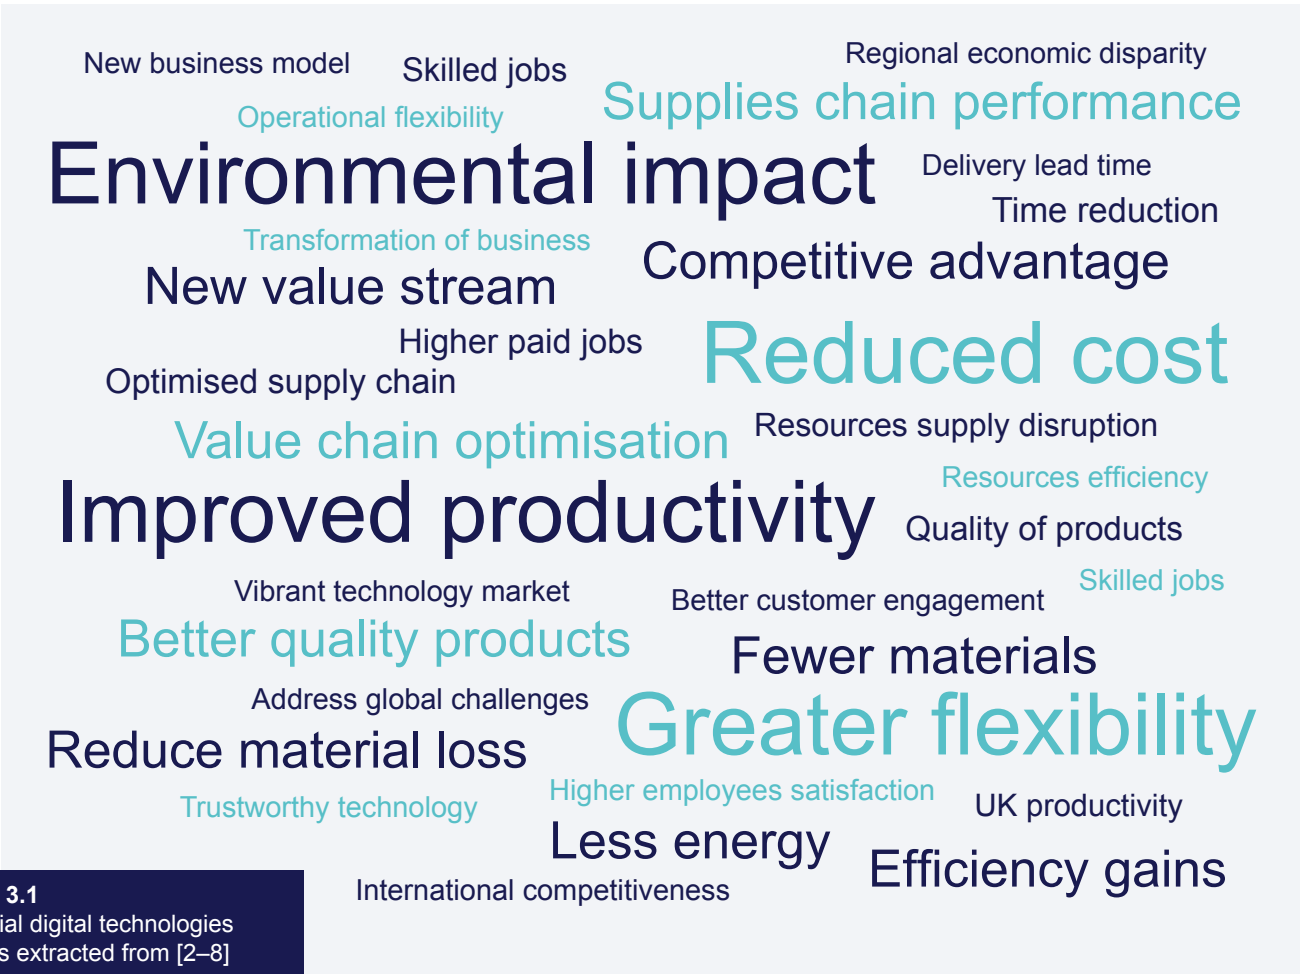 New business model
Skilled jobs
Regional economic disparity
Operational flexibility
Supplies chain performance
Environmental impact
Delivery lead time
Time reduction
Transformation of business
Competitive advantage
New value stream
Higher paid jobs
Reduced cost
Optimised supply chain
Value chain optimisation
Resources supply disruption
Resources efficiency
Improved productivity
Quality of products
Vibrant technology market
Better customer engagement
Skilled jobs
Better quality products
Fewer materials
Address global challenges
Greater flexibility
Reduce material loss
Higher employees satisfaction
Trustworthy technology
UK productivity
Less energy
Efficiency gains
International competitiveness
3.1
digital technologies
extracted from [2–8]